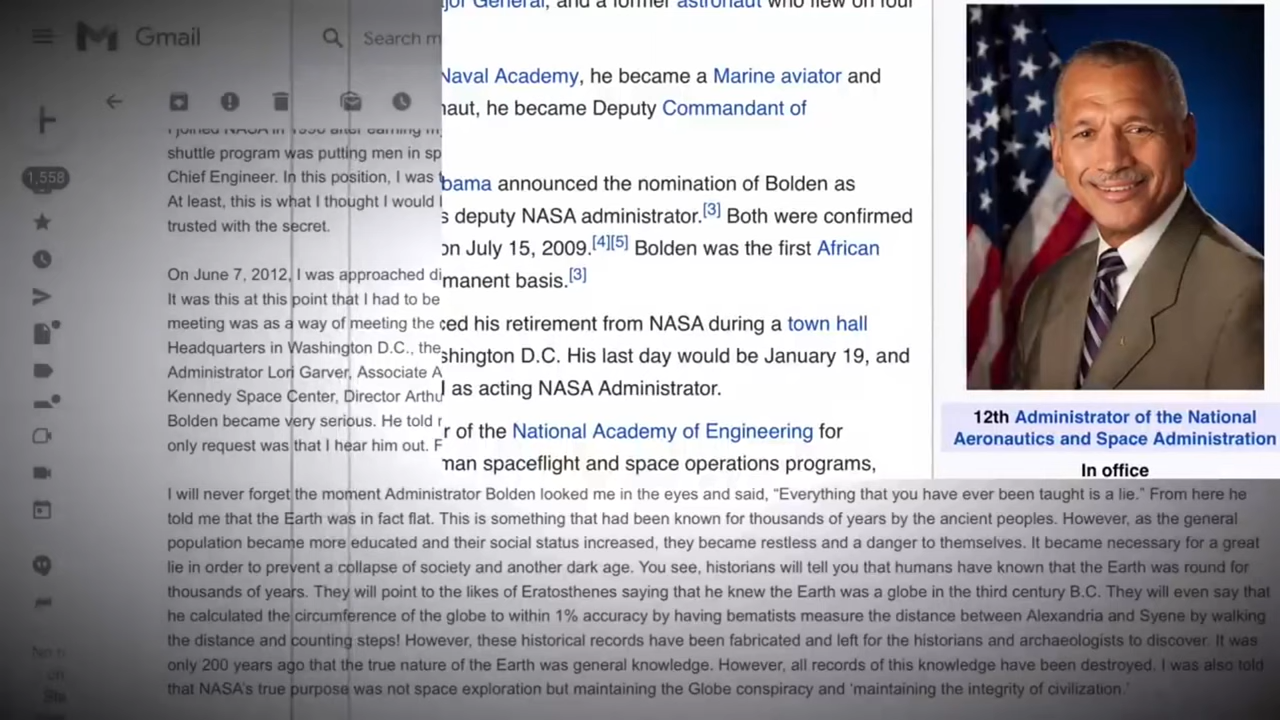 Gmail
Search m
1,558
I joined NASA in 1990 after earning my
shuttle program was putting men in sp
Chief Engineer. In this position, I was t
At least, this is what I thought I would l
trusted with the secret.
On June 7, 2012, I was approached di
It was this at this point that I had to be
meeting was as a way of meeting the
Headquarters in Washington D.C., the
Administrator Lori Garver, Associate A
Kennedy Space Center, Director Arthu
Bolden became very serious. He told r
only request was that I hear him out. F
jor General, and a former astronaut who flew on four
Naval Academy, he became a Marine aviator and
naut, he became Deputy Commandant of
bama announced the nomination of Bolden as
s deputy NASA administrator.[3] Both were confirmed
on July 15, 2009.[4][5] Bolden was the first African
manent basis.[3]
ced his retirement from NASA during a town hall
shington D.C. His last day would be January 19, and
l as acting NASA Administrator.
r of the National Academy of Engineering for
man spaceflight and space operations programs,
12th Administrator of the National
Aeronautics and Space Administration
In office
I will never forget the moment Administrator Bolden looked me in the eyes and said, “Everything that you have ever been taught is a lie.” From here he
told me that the Earth was in fact flat. This is something that had been known for thousands of years by the ancient peoples. However, as the general
population became more educated and their social status increased, they became restless and a danger to themselves. It became necessary for a great
lie in order to prevent a collapse of society and another dark age. You see, historians will tell you that humans have known that the Earth was round for
thousands of years. They will point to the likes of Eratosthenes saying that he knew the Earth was a globe in the third century B.C. They will even say that
he calculated the circumference of the globe to within 1% accuracy by having bematists measure the distance between Alexandria and Syene by walking
the distance and counting steps! However, these historical records have been fabricated and left for the historians and archaeologists to discover. It was
only 200 years ago that the true nature of the Earth was general knowledge. However, all records of this knowledge have been destroyed. I was also told
that NASA’s true purpose was not space exploration but maintaining the Globe conspiracy and ‘maintaining the integrity of civilization.’